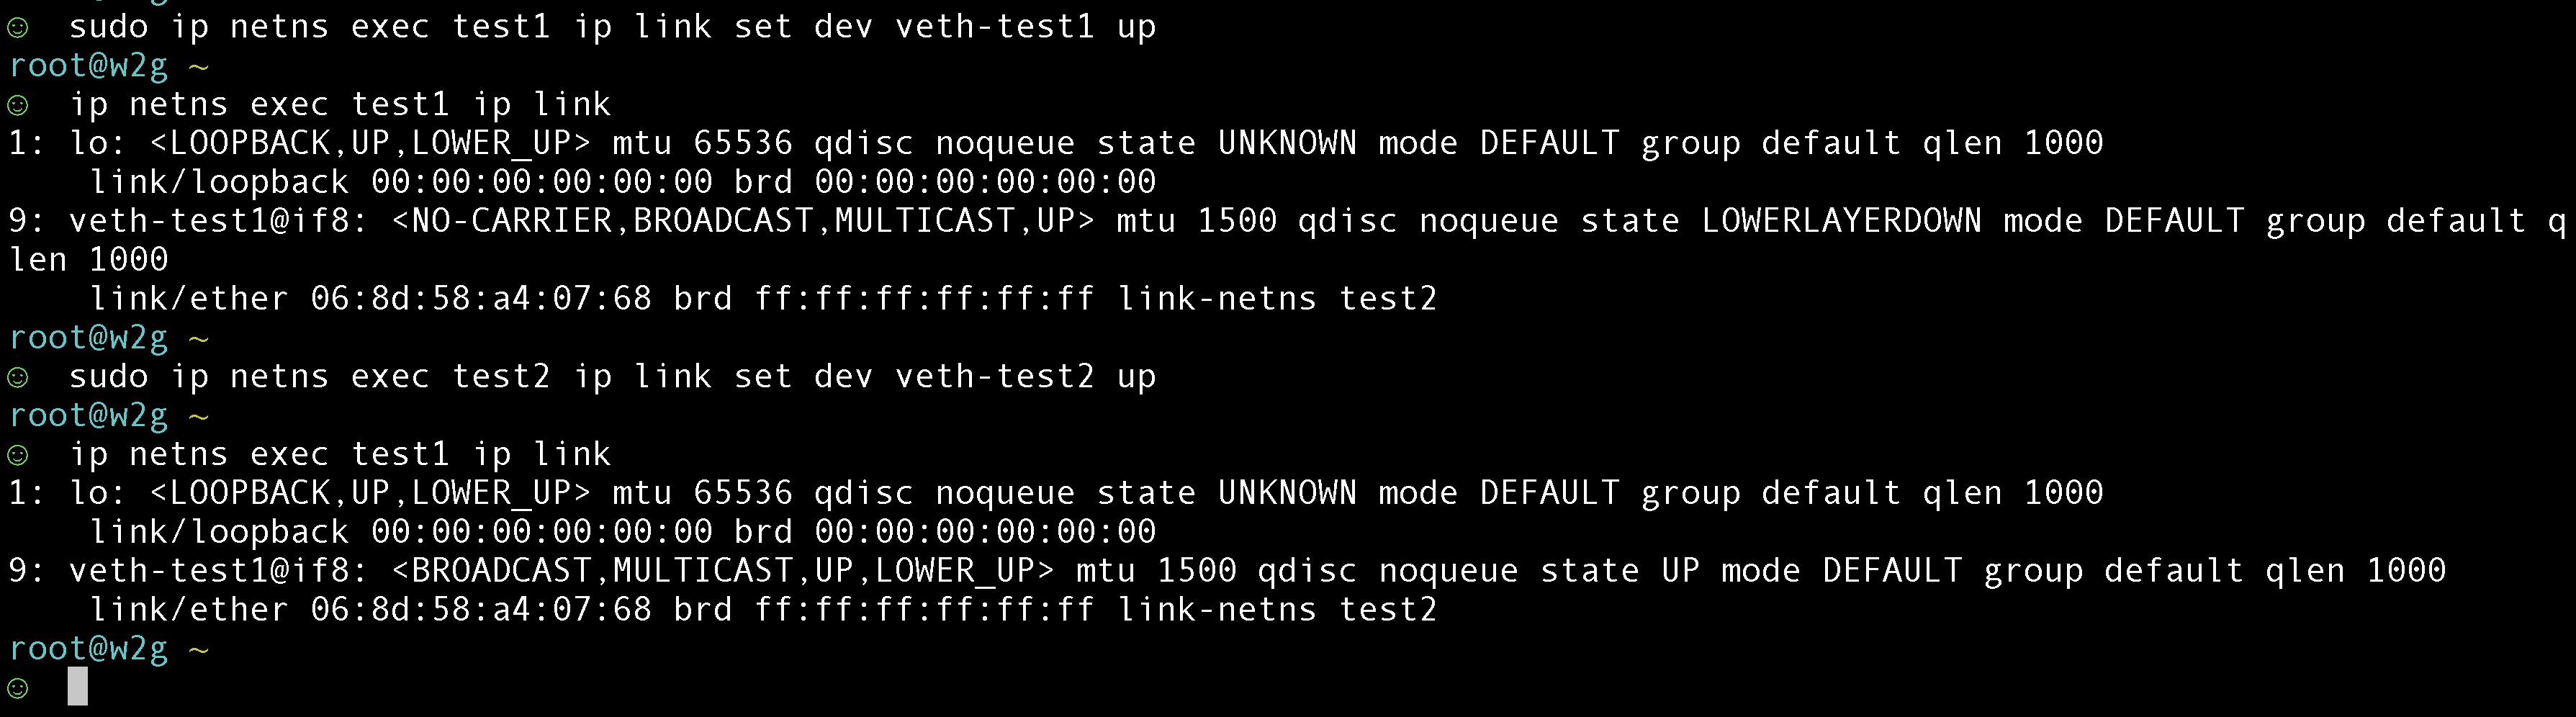 sudo ip netns exec test1 ip link set dev veth-test1 up
root@w2g ~
ip netns exec test1 ip link
1: lo: <LOOPBACK,UP,LOWER_UP> mtu 65536 qdisc noqueue state UNKNOWN mode DEFAULT group default qlen 1000
    link/loopback 00:00:00:00:00:00 brd 00:00:00:00:00:00
9: veth-test1@if8: <NO-CARRIER,BROADCAST,MULTICAST,UP> mtu 1500 qdisc noqueue state LOWERLAYERDOWN mode DEFAULT group default q
len 1000
    link/ether 06:8d:58:a4:07:68 brd ff:ff:ff:ff:ff:ff link-netns test2
root@w2g ~
sudo ip netns exec test2 ip link set dev veth-test2 up
root@w2g ~
ip netns exec test1 ip link
1: lo: <LOOPBACK,UP,LOWER_UP> mtu 65536 qdisc noqueue state UNKNOWN mode DEFAULT group default qlen 1000
    link/loopback 00:00:00:00:00:00 brd 00:00:00:00:00:00
9: veth-test1@if8: <BROADCAST,MULTICAST,UP,LOWER_UP> mtu 1500 qdisc noqueue state UP mode DEFAULT group default qlen 1000
    link/ether 06:8d:58:a4:07:68 brd ff:ff:ff:ff:ff:ff link-netns test2
root@w2g ~